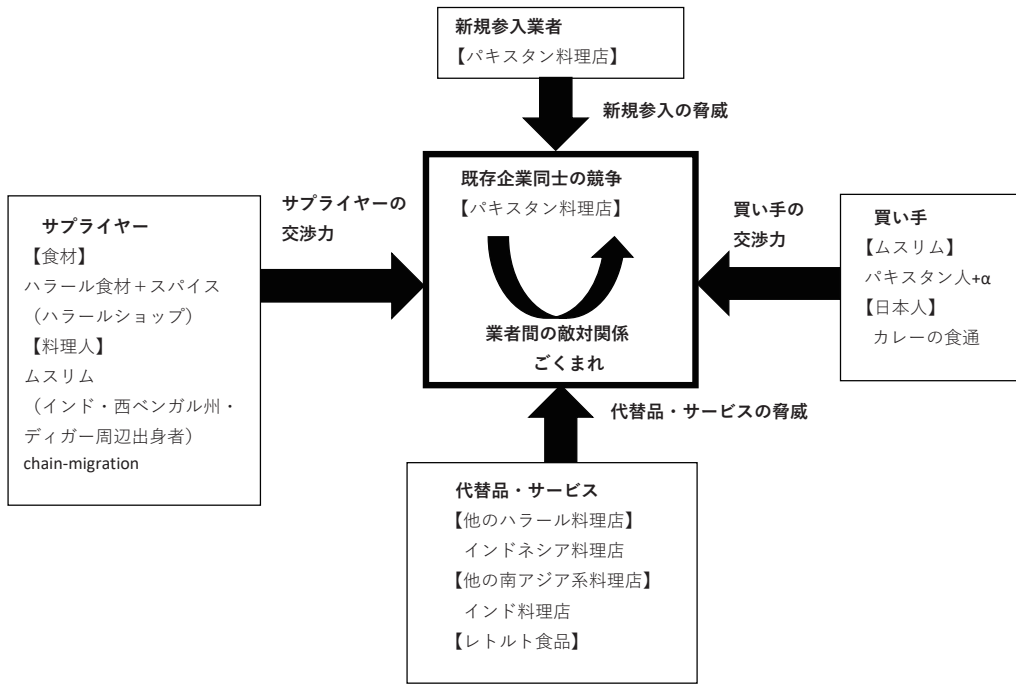 新規参入業者
【パキスタン料理店】
新規参入の脅威
既存企業同士の競争
【パキスタン料理店】
業者間の敵対関係
ごくまれ
サプライヤー
【食材】
ハラール食材＋スパイス
（ハラールショップ）
【料理人】
ムスリム
（インド・西ベンガル州・
ディガー周辺出身者）
chain-migration
サプライヤーの
交渉力
買い手の
交渉力
買い手
【ムスリム】
パキスタン人+α
【日本人】
カレーの食通
代替品・サービスの脅威
代替品・サービス
【他のハラール料理店】
インドネシア料理店
【他の南アジア系料理店】
インド料理店
【レトルト食品】